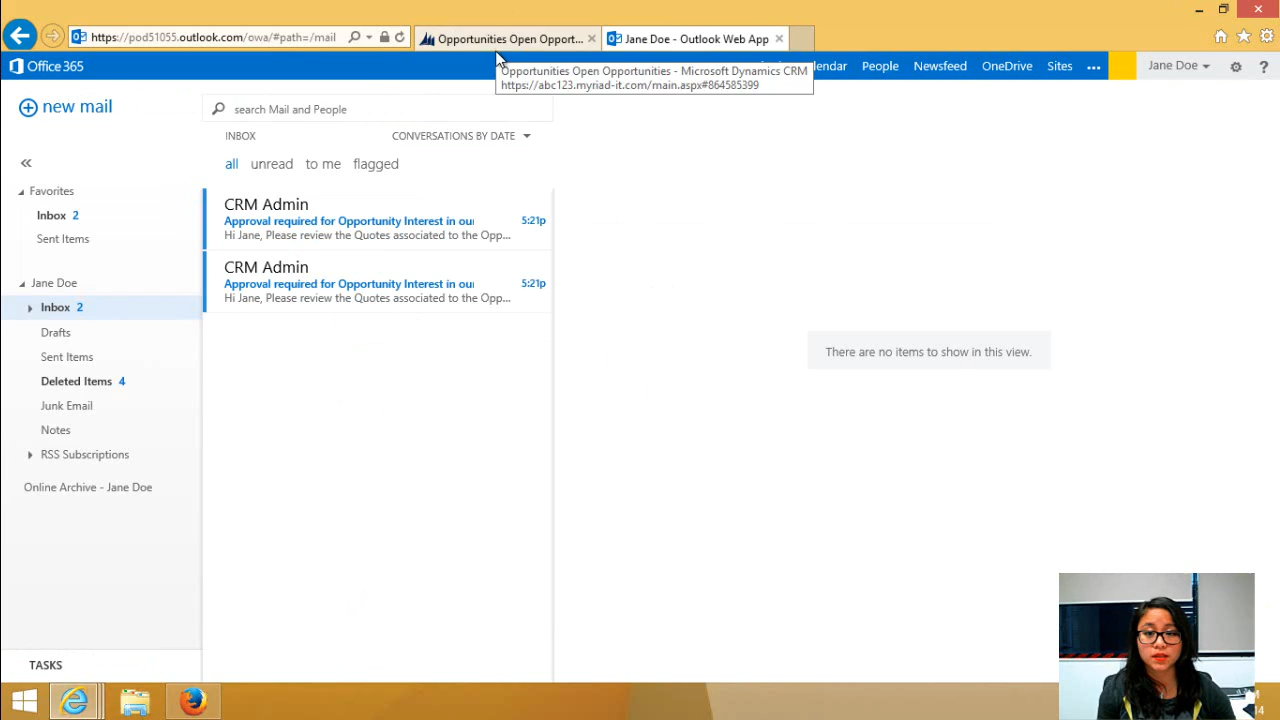 https://pod51055.outlook.com/owa/#path=/mail
Opportunities Open Opport...
Jane Doe - Outlook Web App
Office 365
Opportunities Open Opportunities - Microsoft Dynamics CRM
https://abc123.myriad-it.com/main.aspx#864585399
lendar
People
Newsfeed
OneDrive
Sites
Jane Doe
?
new mail
search Mail and People
INBOX
CONVERSATIONS BY DATE
all unread to me flagged
Favorites
Inbox 2
Sent Items
Jane Doe
Inbox 2
Drafts
Sent Items
Deleted Items 4
Junk Email
Notes
RSS Subscriptions
Online Archive - Jane Doe
TASKS
CRM Admin
Approval required for Opportunity Interest in our
5:21p
Hi Jane, Please review the Quotes associated to the Opp...
CRM Admin
Approval required for Opportunity Interest in our
5:21p
Hi Jane, Please review the Quotes associated to the Opp...
There are no items to show in this view.